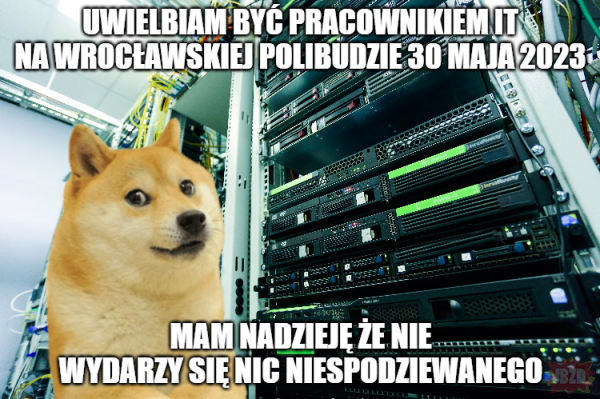 UWIELBIAM BYĆ PRACOWNIKIEM IT
NA WROCŁAWSKIEJ POLIBUDZIE 30 MAJA 2023
MAM NADZIEJĘ ŻE NIE
WYDARZY SIĘ NIC NIESPODZIEWANEGO